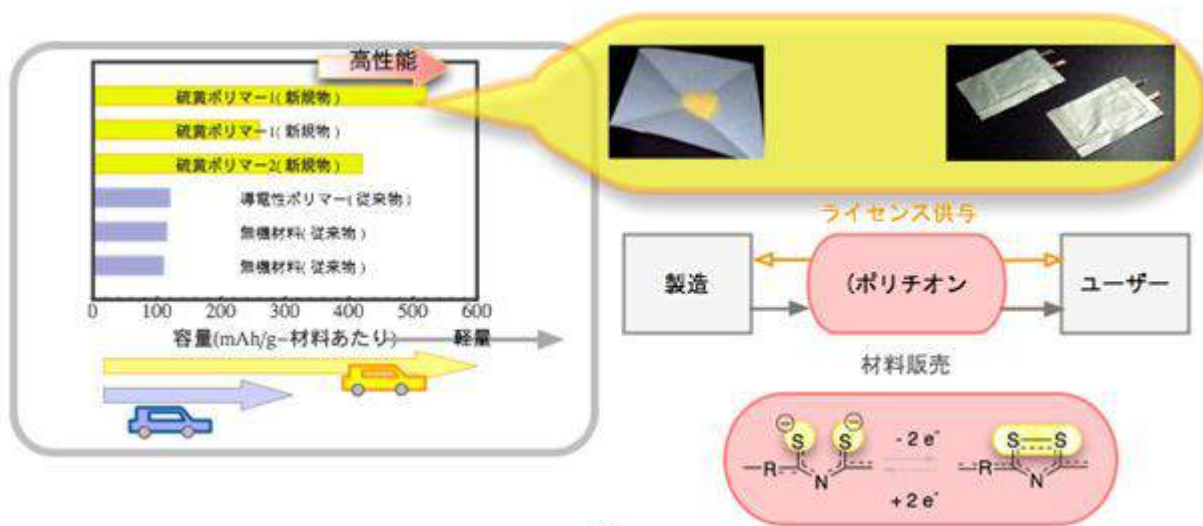 高性能
硫黄ポリマー1(新規物)
硫黄ポリマー1(新規物)
硫黄ポリマー2(新規物)
導電性ポリマー(従来物)
無機材料(従来物)
無機材料(従来物)
0 100 200 300 400 500 600
容量(mAh/g-材料あたり) 軽量
ライセンス供与
製造 (ポリチオン ユーザー
材料販売
S S - 2 e⁻ S S
R N + 2 e⁻ R N